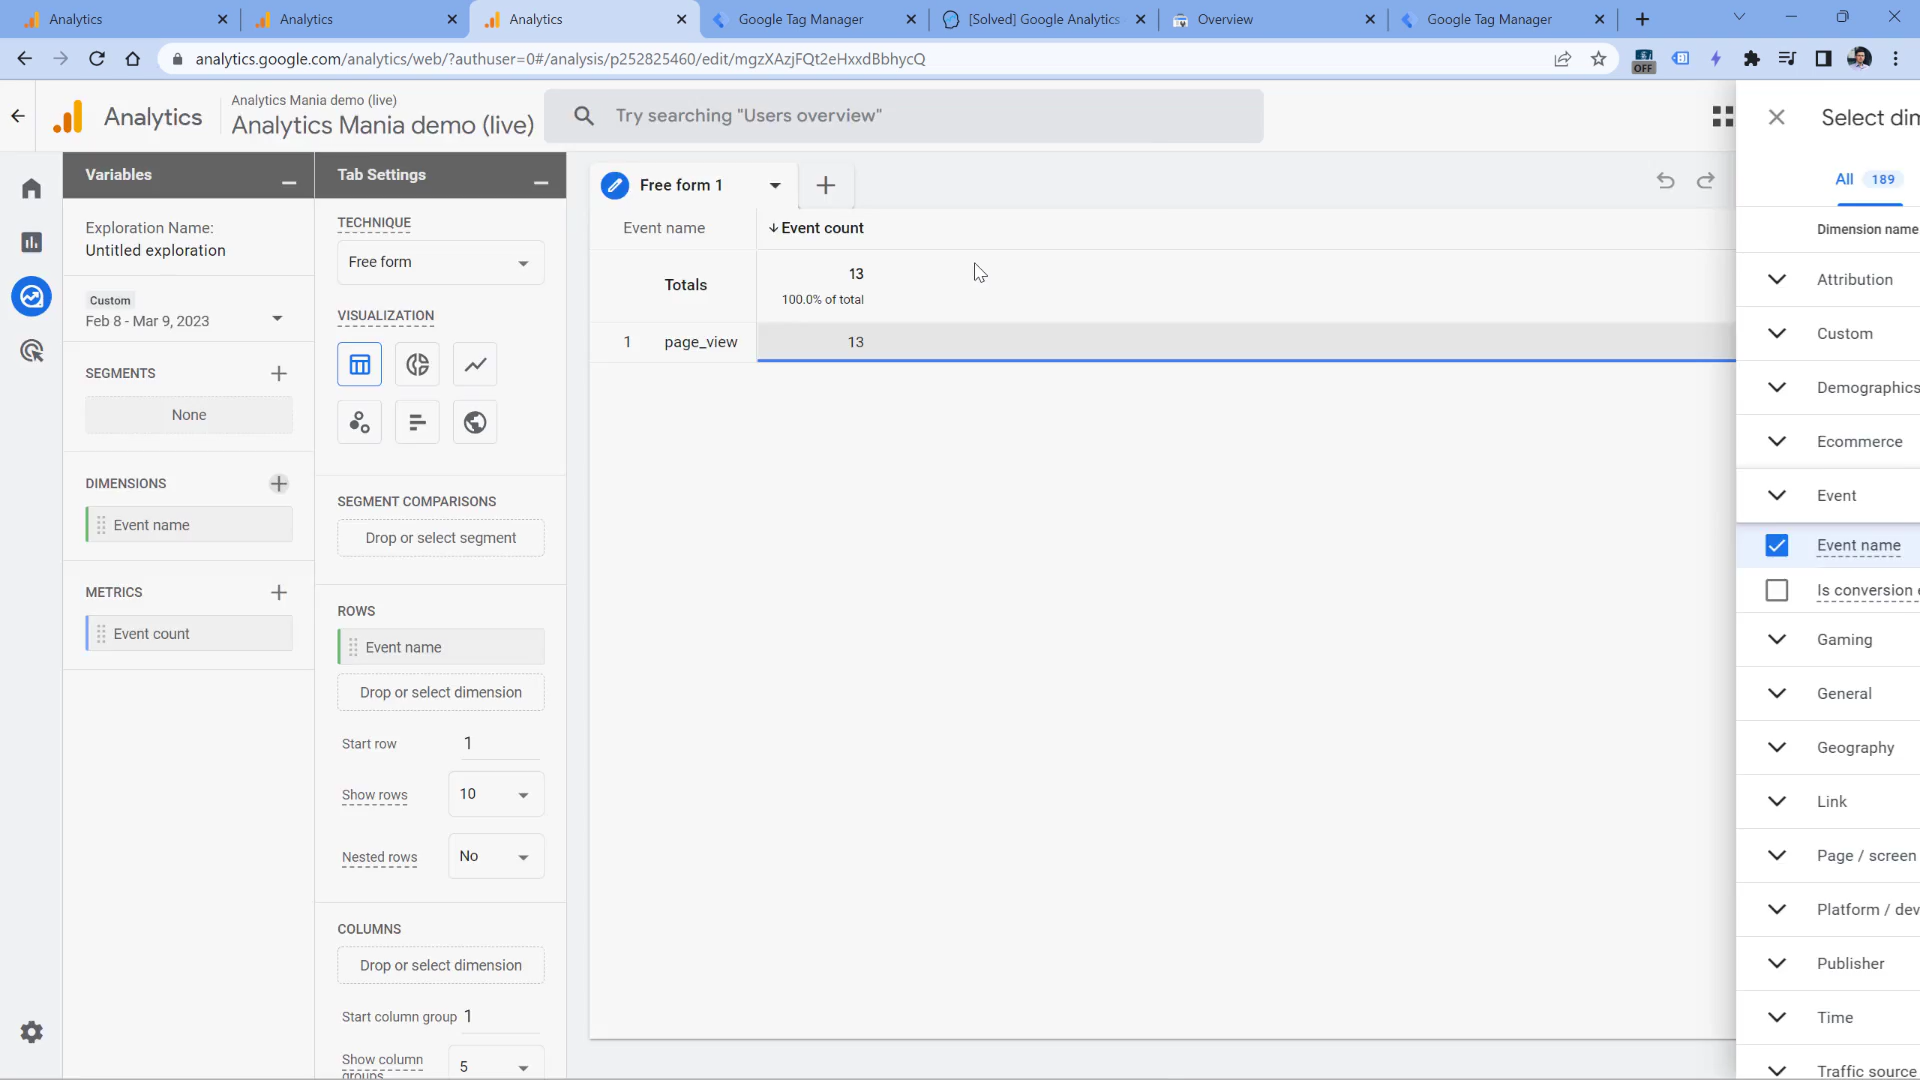 Analytics
Analytics
Analytics
Google Tag Manager
[Solved] Google Analytics
Overview
Google Tag Manager
analytics.google.com/analytics/web/?authuser=0#/analysis/p252825460/edit/mgzXAzjFQt2eHxxdBbhycQ
OFF
Analytics
Analytics Mania demo (live)
Analytics Mania demo (live)
Try searching "Users overview"
Select dim
Variables
Tab Settings
Free form 1
All 189
Exploration Name:
Untitled exploration
Custom
Feb 8 - Mar 9, 2023
SEGMENTS
None
DIMENSIONS
Event name
METRICS
Event count
TECHNIQUE
Free form
VISUALIZATION
SEGMENT COMPARISONS
Drop or select segment
ROWS
Event name
Drop or select dimension
Start row 1
Show rows 10
Nested rows No
COLUMNS
Drop or select dimension
Start column group 1
Show column
groups
5
Event name
Event count
Totals
13
100.0% of total
1 page_view 13
Dimension name
Attribution
Custom
Demographics
Ecommerce
Event
Event name
Is conversion e
Gaming
General
Geography
Link
Page / screen
Platform / dev
Publisher
Time
Traffic source